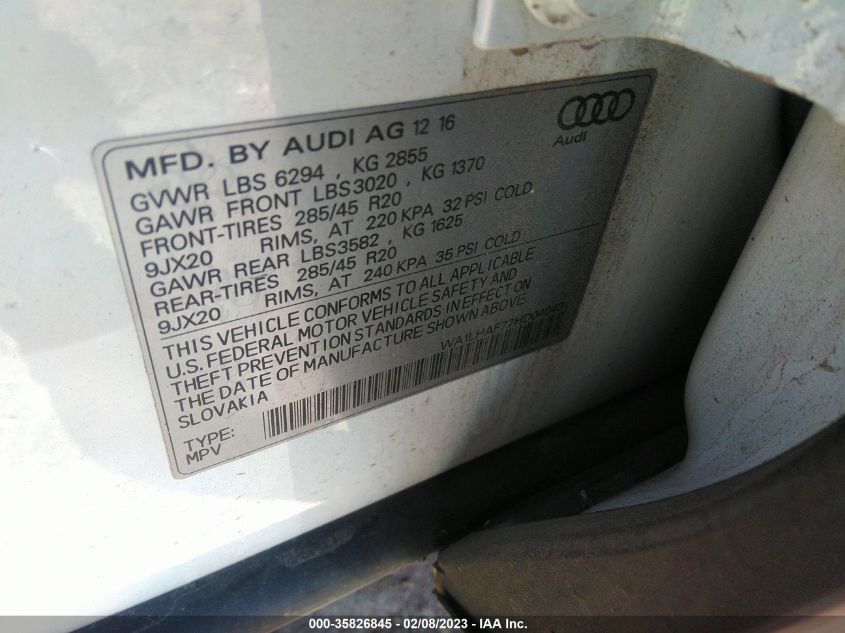 MFD. BY AUDI AG 12 16
Audi
GVWR LBS 6294 , KG 2855
GAWR FRONT LBS3020 , KG 1370
FRONT-TIRES 285/45 R20
9JX20 RIMS, AT 220 KPA 32 PSI COLD
GAWR REAR LBS3582 , KG 1625
REAR-TIRES 285/45 R20
9JX20 RIMS, AT 240 KPA 35 PSI COLD
THIS VEHICLE CONFORMS TO ALL APPLICABLE
U.S. FEDERAL MOTOR VEHICLE SAFETY AND
THEFT PREVENTION STANDARDS IN EFFECT ON
THE DATE OF MANUFACTURE SHOWN ABOVE
SLOVAKIA
TYPE:
MPV
000-35826845 - 02/08/2023 - IAA Inc.